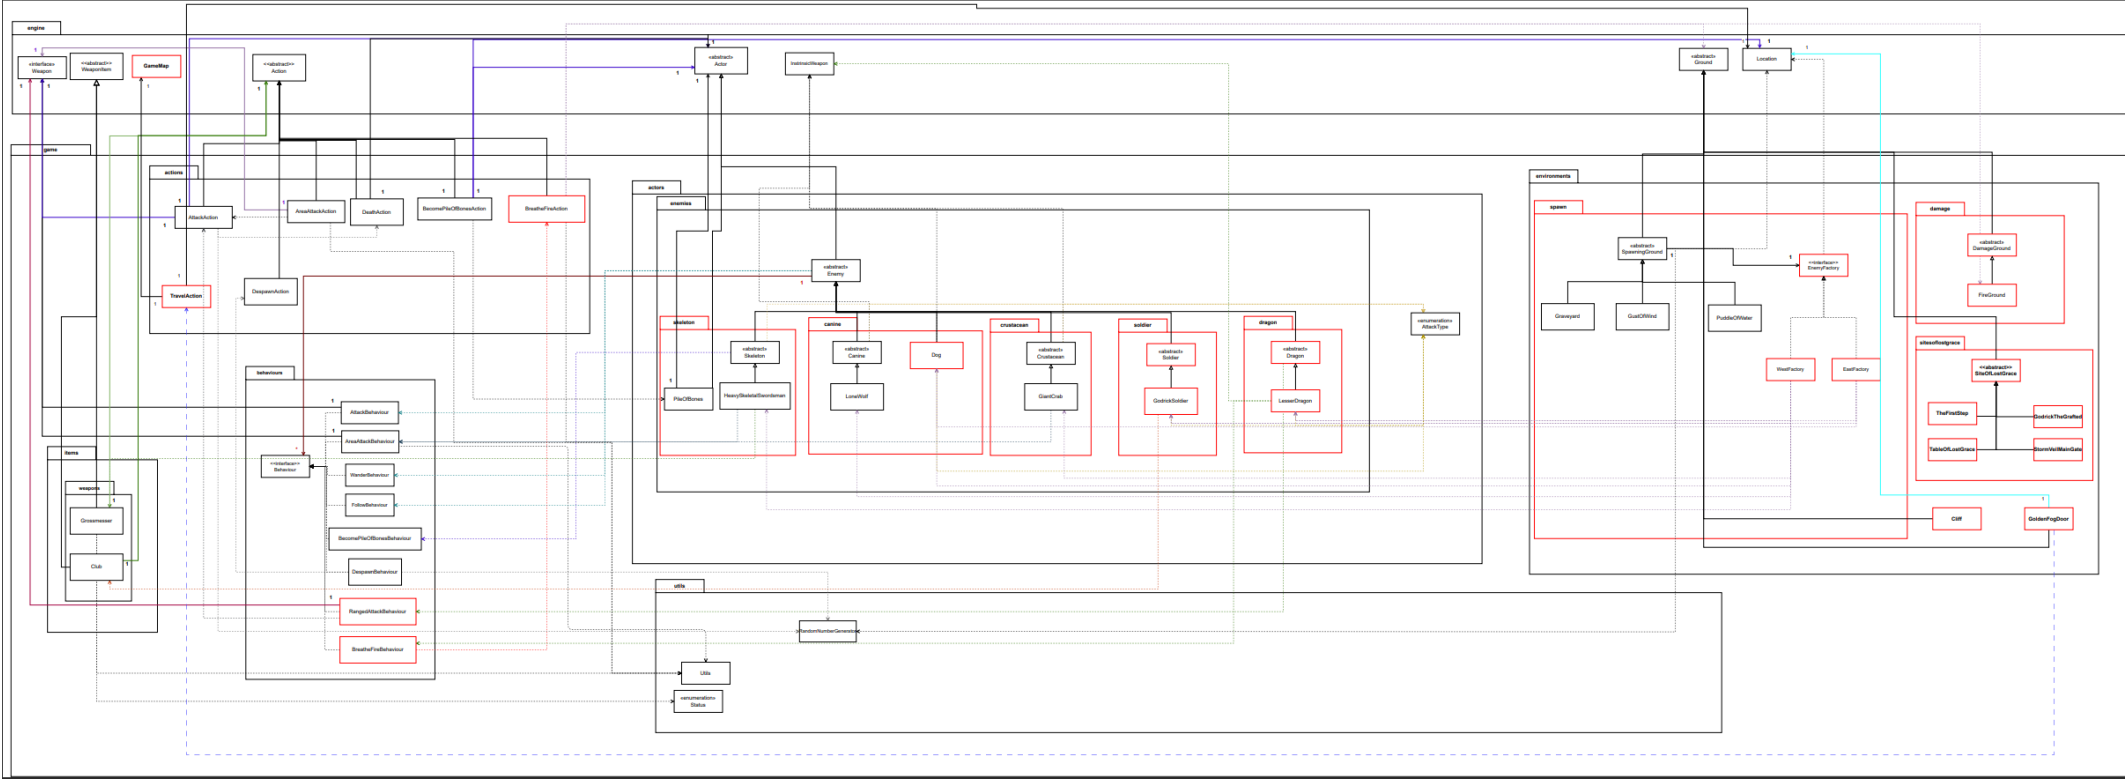 engine
«interface»
Weapon
<<abstract>>
WeaponItem
GameMap
<<abstract>>
Action
«abstract»
Actor
IntrinsicWeapon
«abstract»
Ground
Location
game
actions
AttackAction
AreaAttackAction
DeathAction
BecomePileOfBonesAction
BreatheFireAction
TravelAction
DespawnAction
actors
enemies
«abstract»
Enemy
skeleton
«abstract»
Skeleton
PileOfBones
HeavySkeletalSwordsman
canine
«abstract»
Canine
Dog
LoneWolf
crustacean
«abstract»
Crustacean
GiantCrab
soldier
«abstract»
Soldier
GodrickSoldier
dragon
«abstract»
Dragon
LesserDragon
«enumeration»
AttackType
environments
spawn
«abstract»
SpawningGround
Graveyard
GustOfWind
PuddleOfWater
<<interface>>
EnemyFactory
WestFactory
EastFactory
damage
«abstract»
DamageGround
FireGround
sitesoflostgrace
<<abstract>>
SiteOfLostGrace
TheFirstStep
GodrickTheGrafted
TableOfLostGrace
StormVeilMainGate
Cliff
GoldenFogDoor
behaviours
AttackBehaviour
AreaAttackBehaviour
<<interface>>
Behaviour
WanderBehaviour
FollowBehaviour
BecomePileOfBonesBehaviour
DespawnBehaviour
RangedAttackBehaviour
BreatheFireBehaviour
items
weapons
Grossmesser
Club
utils
RandomNumberGenerator
Utils
«enumeration»
Status